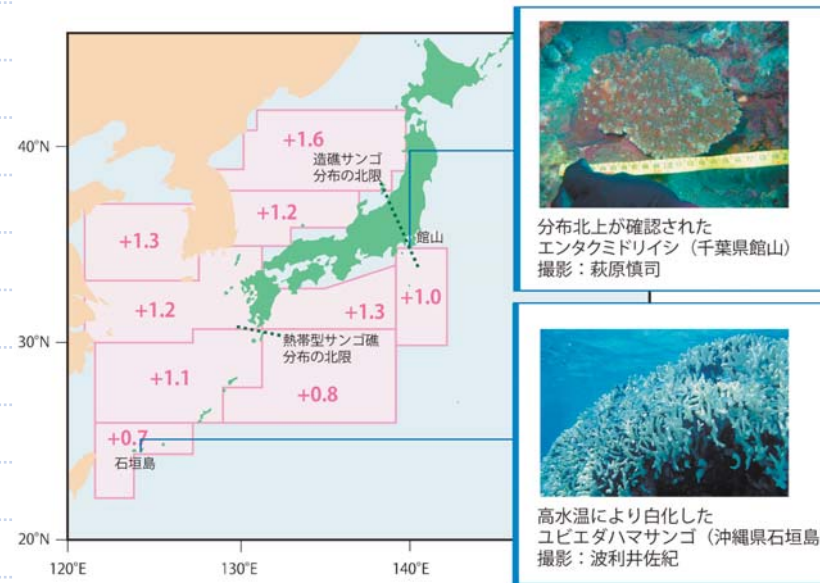 40°N
30°N
20°N
120°E
130°E
140°E
+1.6
造礁サンゴ
分布の北限
+1.2
+1.3
館山
+1.2
+1.3
+1.0
熱帯型サンゴ礁
分布の北限
+1.1
+0.8
+0.7
石垣島
分布北上が確認された
エンタクミドリイシ（千葉県館山）
撮影：萩原慎司
高水温により白化した
ユビエダハマサンゴ（沖縄県石垣島
撮影：波利井佐紀